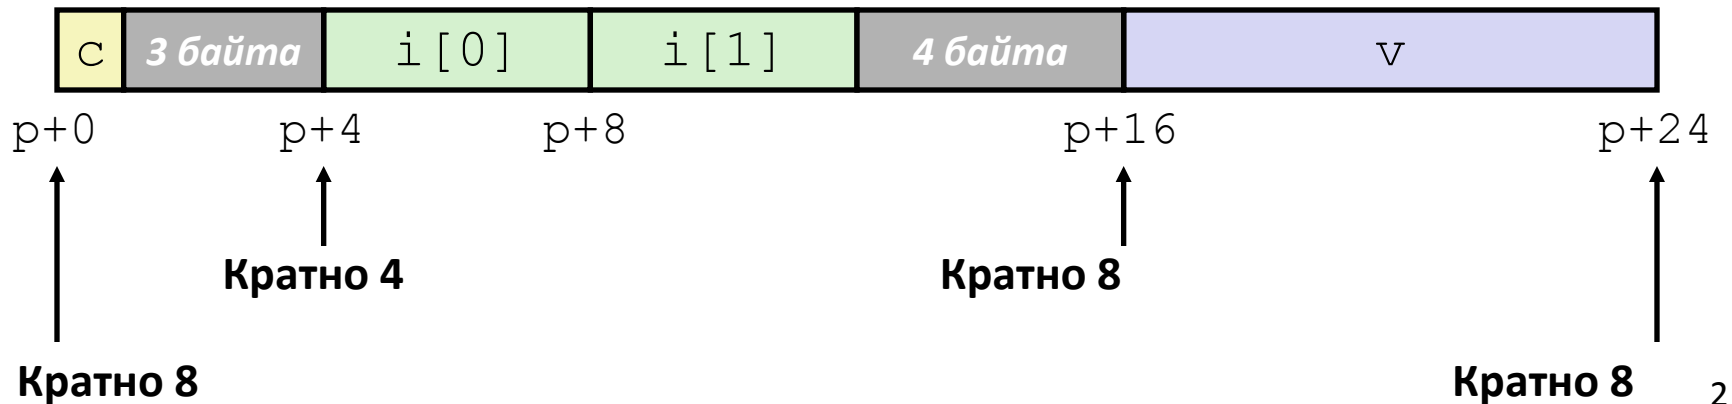 c 3 байта i[0] i[1] 4 байта v
p+0 p+4 p+8 p+16 p+24
Кратно 4 Кратно 8
Кратно 8 Кратно 8 2